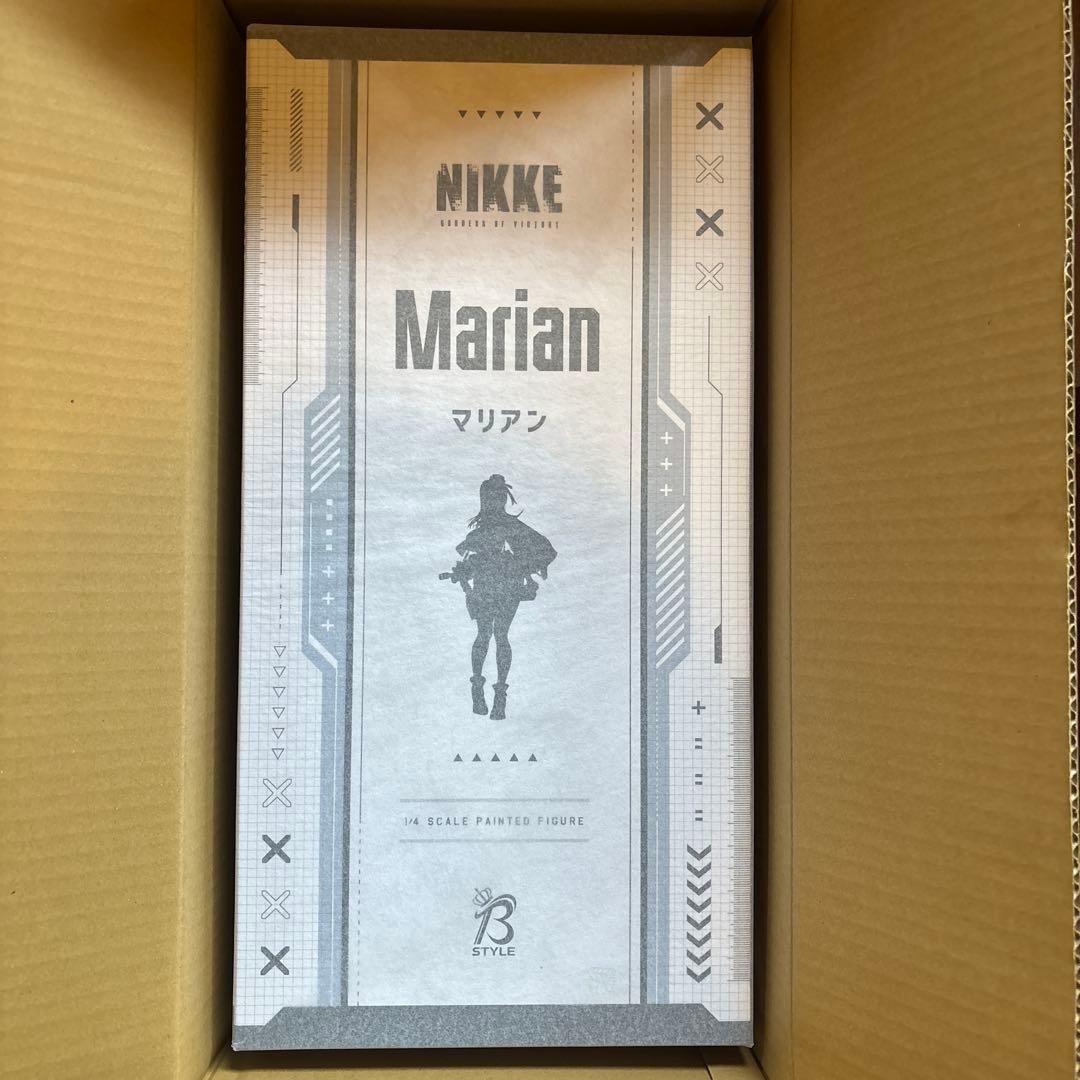 NIKKE
GODDESS OF VICTORY
Marian
マリアン
1/4 SCALE PAINTED FIGURE
B
STYLE